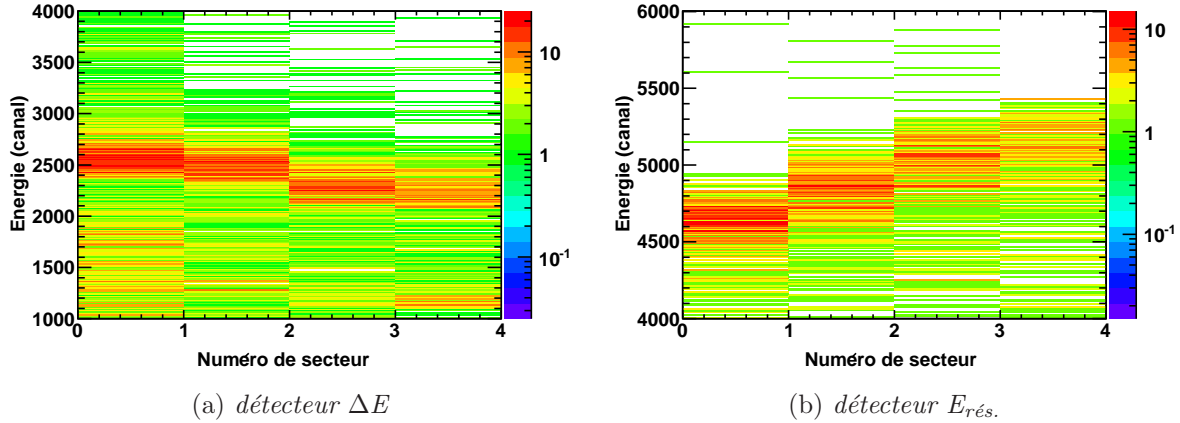 4000
3500
3000
2500
2000
1500
1000
Energie (canal)
0 1 2 3 4
Numéro de secteur
10
1
10-1
(a) détecteur ΔE
6000
5500
5000
4500
4000
Energie (canal)
0 1 2 3 4
Numéro de secteur
10
1
10-1
(b) détecteur Erés.